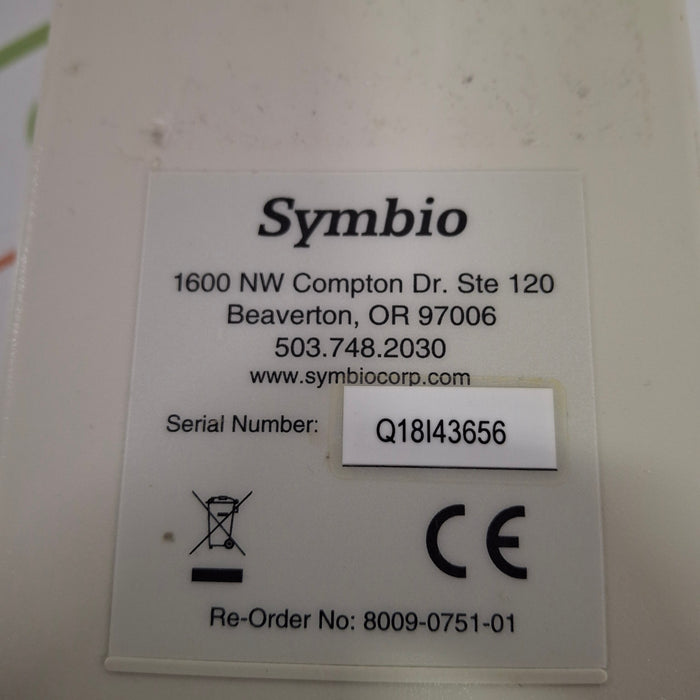 Symbio
1600 NW Compton Dr. Ste 120
Beaverton, OR 97006
503.748.2030
www.symbiocorp.com
Serial Number: Q18I43656
CE
Re-Order No: 8009-0751-01